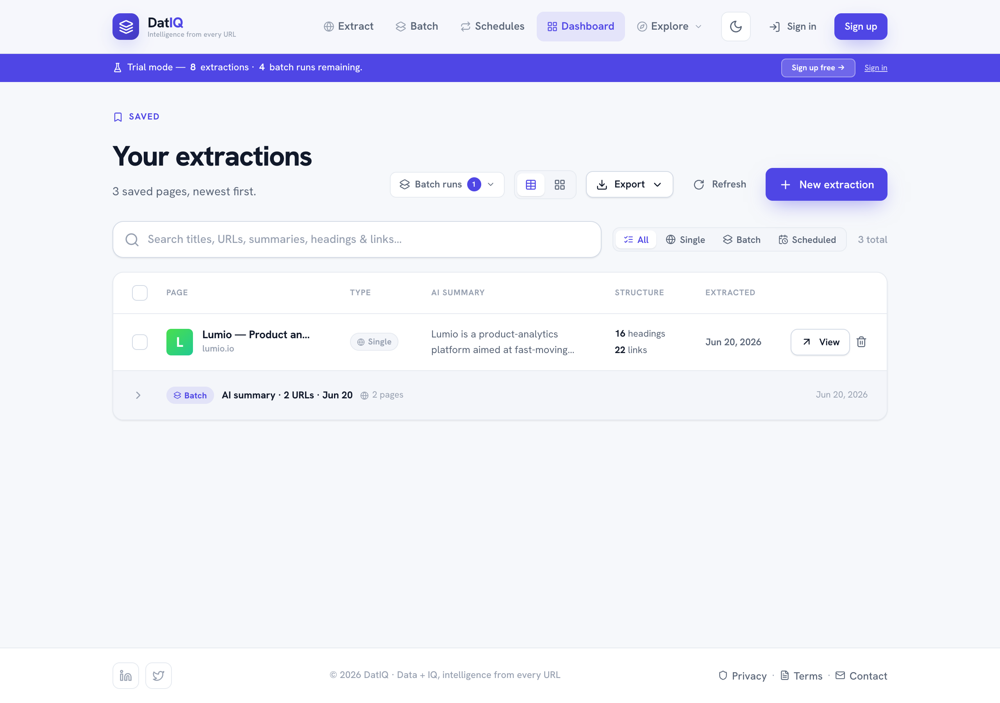 DatIQ
Intelligence from every URL
Extract
Batch
Schedules
Dashboard
Explore
Sign in
Sign up
Trial mode — 8 extractions · 4 batch runs remaining.
Sign up free →
Sign in
SAVED
Your extractions
3 saved pages, newest first.
Batch runs 1
Export
Refresh
New extraction
Search titles, URLs, summaries, headings & links...
All
Single
Batch
Scheduled
3 total
PAGE TYPE AI SUMMARY STRUCTURE EXTRACTED
L
Lumio — Product an...
lumio.io
Single
Lumio is a product-analytics
platform aimed at fast-moving...
16 headings
22 links
Jun 20, 2026
View
Batch
AI summary · 2 URLs · Jun 20
2 pages
Jun 20, 2026
in
© 2026 DatIQ · Data + IQ, intelligence from every URL
Privacy · Terms · Contact